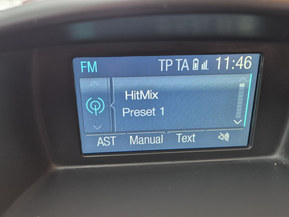 FM TP TA 11:46
HitMix
Preset 1
AST Manual Text